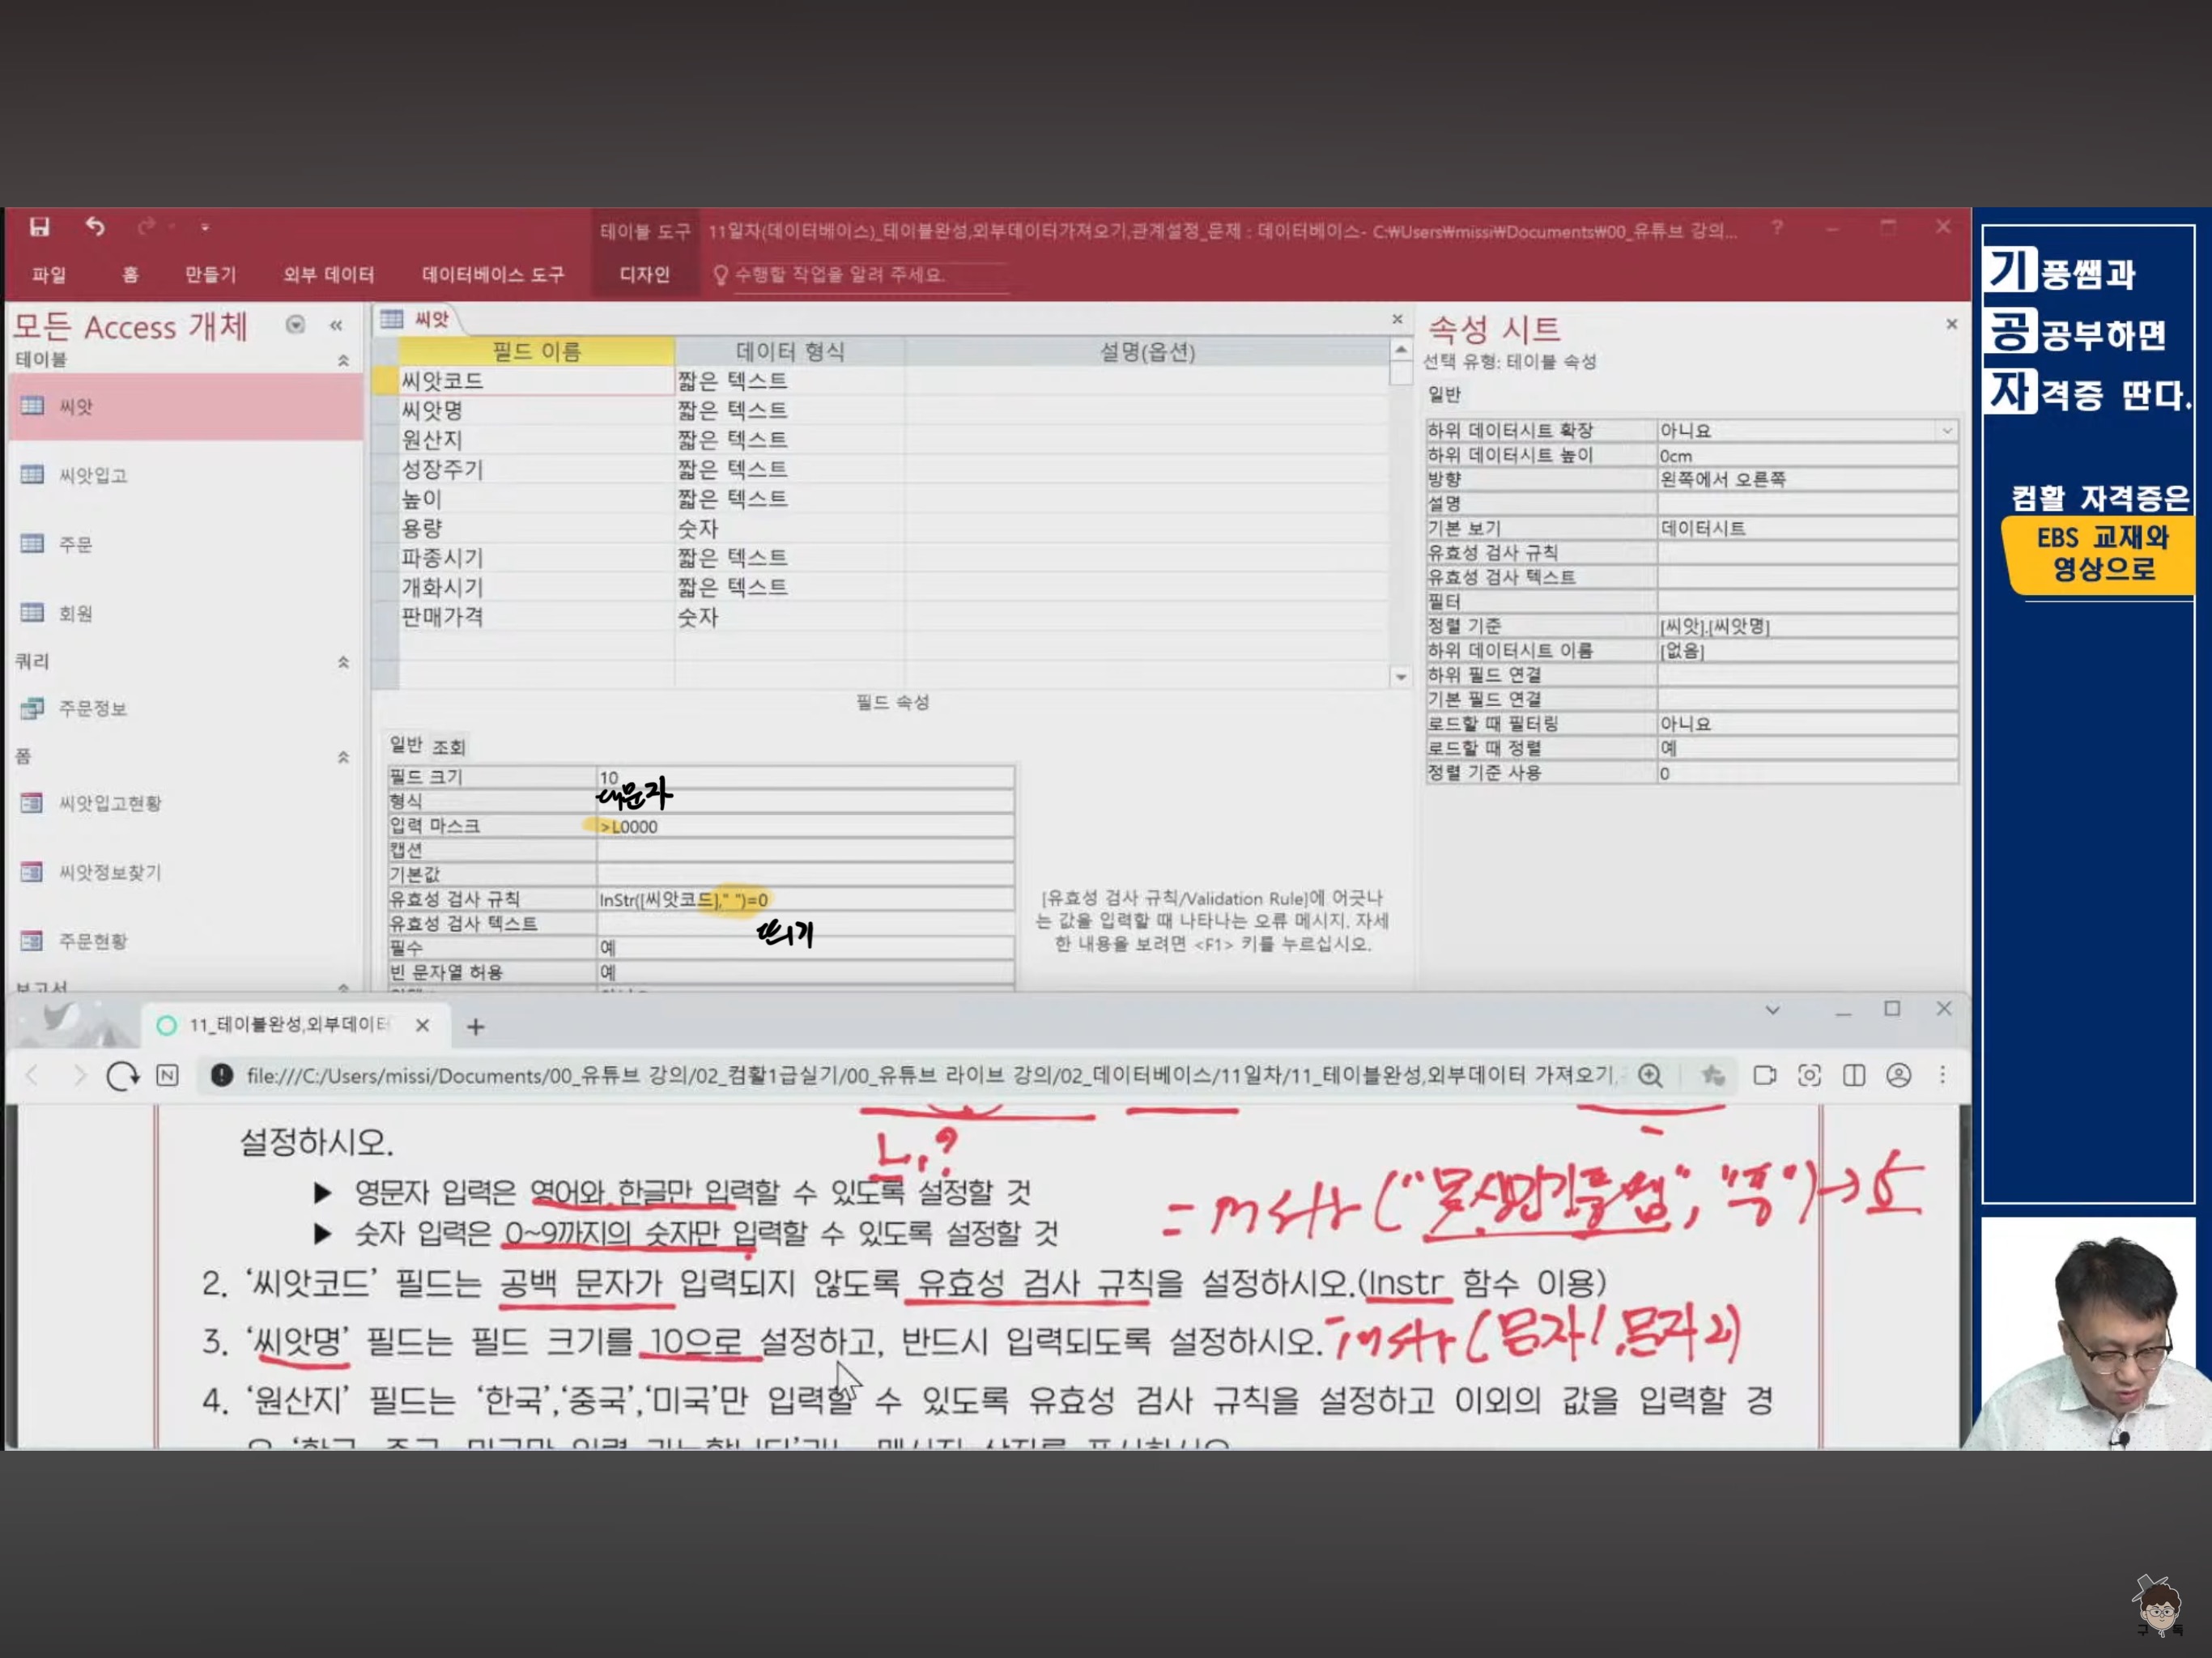 테이블 도구
11일차(데이터베이스)_테이블완성,외부데이터가져오기,관계설정_문제 : 데이터베이스- C:₩Users₩missi₩Documents₩00_유튜브 강의...
파일 홈 만들기 외부 데이터 데이터베이스 도구 디자인 수행할 작업을 알려 주세요.
모든 Access 개체
테이블
씨앗
씨앗입고
주문
회원
쿼리
주문정보
폼
씨앗입고현황
씨앗정보찾기
주문현황
보고서
씨앗
필드 이름 데이터 형식 설명(옵션)
씨앗코드 짧은 텍스트
씨앗명 짧은 텍스트
원산지 짧은 텍스트
성장주기 짧은 텍스트
높이 짧은 텍스트
용량 숫자
파종시기 짧은 텍스트
개화시기 짧은 텍스트
판매가격 숫자
필드 속성
일반 조회
필드 크기 10
대문자
형식
입력 마스크 >L0000
캡션
기본값
유효성 검사 규칙 InStr([씨앗코드]," ")=0
유효성 검사 텍스트
띄기
필수 예
빈 문자열 허용 예
[유효성 검사 규칙/Validation Rule]에 어긋나
는 값을 입력할 때 나타나는 오류 메시지. 자세
한 내용을 보려면 <F1> 키를 누르십시오.
속성 시트
선택 유형: 테이블 속성
일반
하위 데이터시트 확장 아니요
하위 데이터시트 높이 0cm
방향 왼쪽에서 오른쪽
설명
기본 보기 데이터시트
유효성 검사 규칙
유효성 검사 텍스트
필터
정렬 기준 [씨앗].[씨앗명]
하위 데이터시트 이름 [없음]
하위 필드 연결
기본 필드 연결
로드할 때 필터링 아니요
로드할 때 정렬 예
정렬 기준 사용 0
기풍쌤과
공공부하면
자격증 딴다.
컴활 자격증은
EBS 교재와
영상으로
11_테이블완성,외부데이터
file:///C:/Users/missi/Documents/00_유튜브 강의/02_컴활1급실기/00_유튜브 라이브 강의/02_데이터베이스/11일차/11_테이블완성,외부데이터 가져오기,
설정하시오.
L, ?
▶ 영문자 입력은 영어와 한글만 입력할 수 있도록 설정할 것
= instr("못생긴기풍쌤", "풍") → 5
▶ 숫자 입력은 0~9까지의 숫자만 입력할 수 있도록 설정할 것
2. ‘씨앗코드’ 필드는 공백 문자가 입력되지 않도록 유효성 검사 규칙을 설정하시오.(Instr 함수 이용)
3. ‘씨앗명’ 필드는 필드 크기를 10으로 설정하고, 반드시 입력되도록 설정하시오.
instr(문자1, 문자2)
4. ‘원산지’ 필드는 ‘한국’,‘중국’,‘미국’만 입력할 수 있도록 유효성 검사 규칙을 설정하고 이외의 값을 입력할 경
구 독